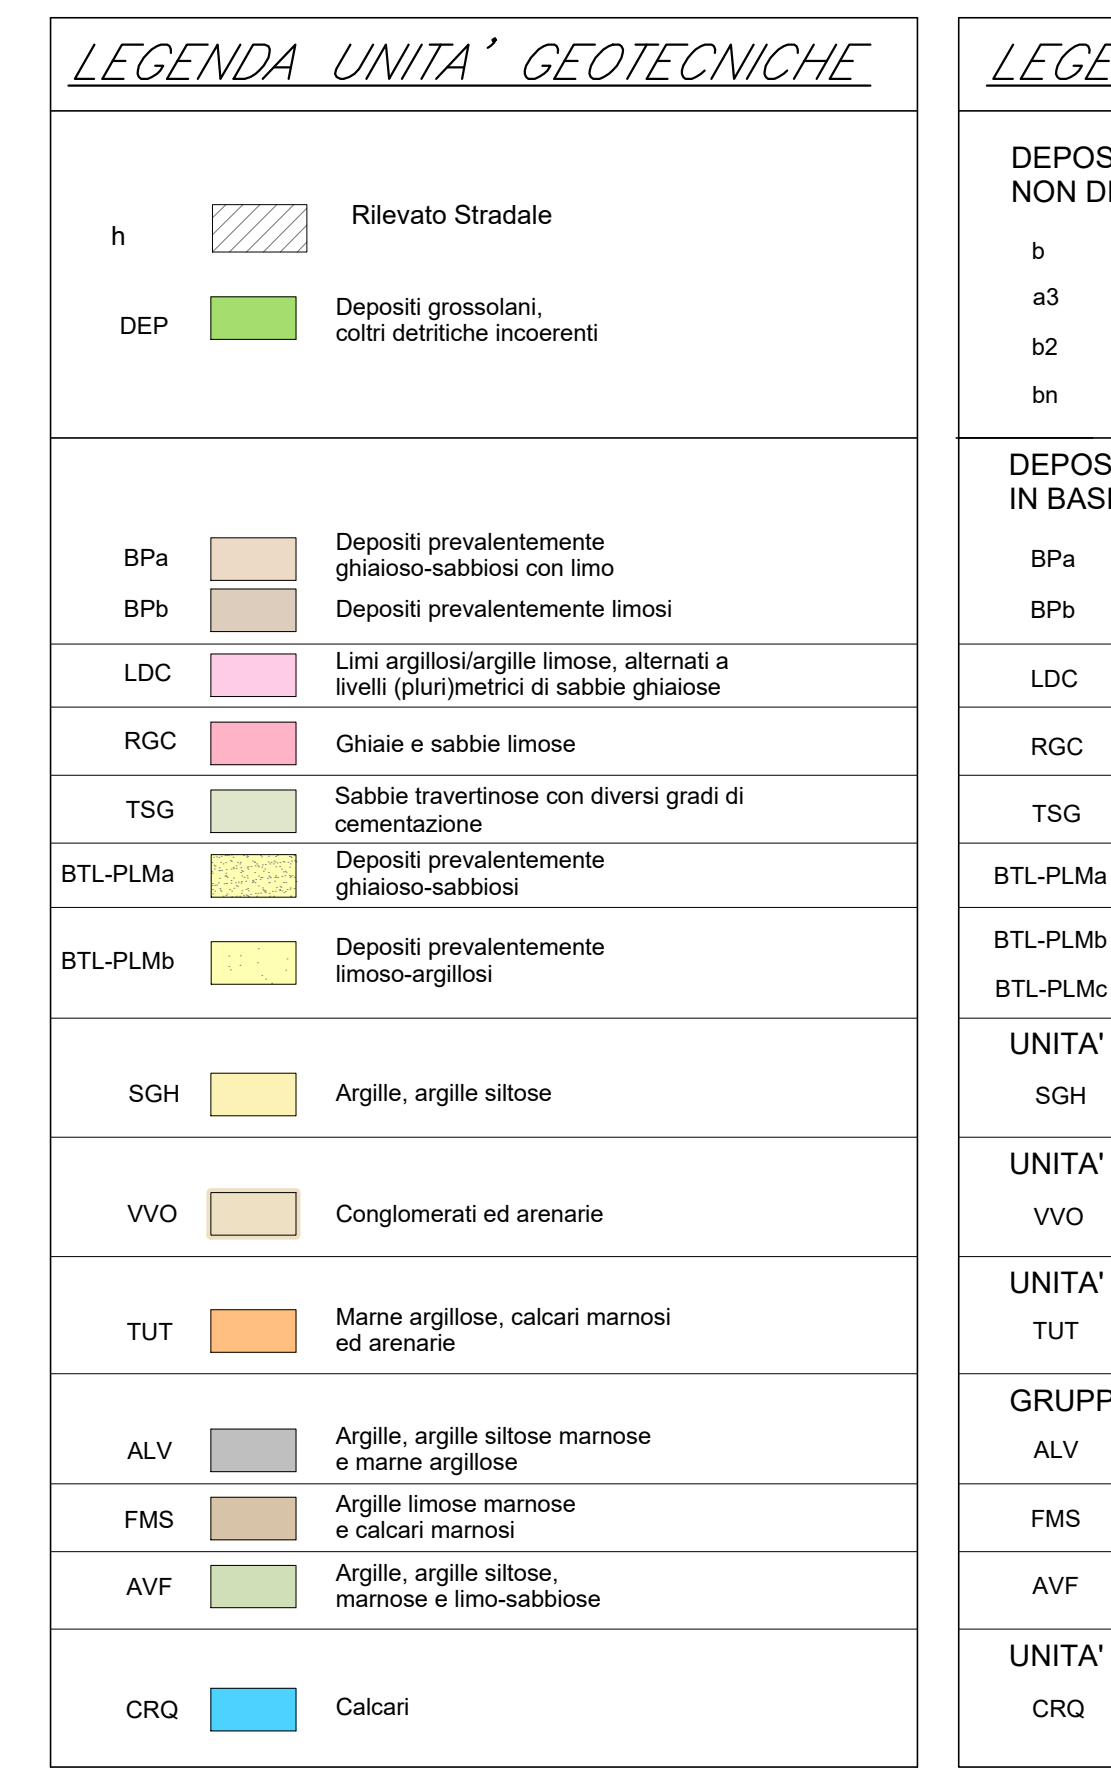 LEGENDA UNITA' GEOTECNICHE
h
Rilevato Stradale
DEP
Depositi grossolani,
coltri detritiche incoerenti
BPa
Depositi prevalentemente
ghiaioso-sabbiosi con limo
BPb
Depositi prevalentemente limosi
LDC
Limi argillosi/argille limose, alternati a
livelli (pluri)metrici di sabbie ghiaiose
RGC
Ghiaie e sabbie limose
TSG
Sabbie travertinose con diversi gradi di
cementazione
BTL-PLMa
Depositi prevalentemente
ghiaioso-sabbiosi
BTL-PLMb
Depositi prevalentemente
limoso-argillosi
SGH
Argille, argille siltose
VVO
Conglomerati ed arenarie
TUT
Marne argillose, calcari marnosi
ed arenarie
ALV
Argille, argille siltose marnose
e marne argillose
FMS
Argille limose marnose
e calcari marnosi
AVF
Argille, argille siltose,
marnose e limo-sabbiose
CRQ
Calcari
LEGE
DEPOS
NON DE
b
a3
b2
bn
DEPOS
IN BASE
BPa
BPb
LDC
RGC
TSG
BTL-PLMa
BTL-PLMb
BTL-PLMc
UNITA'
SGH
UNITA'
VVO
UNITA'
TUT
GRUPP
ALV
FMS
AVF
UNITA'
CRQ